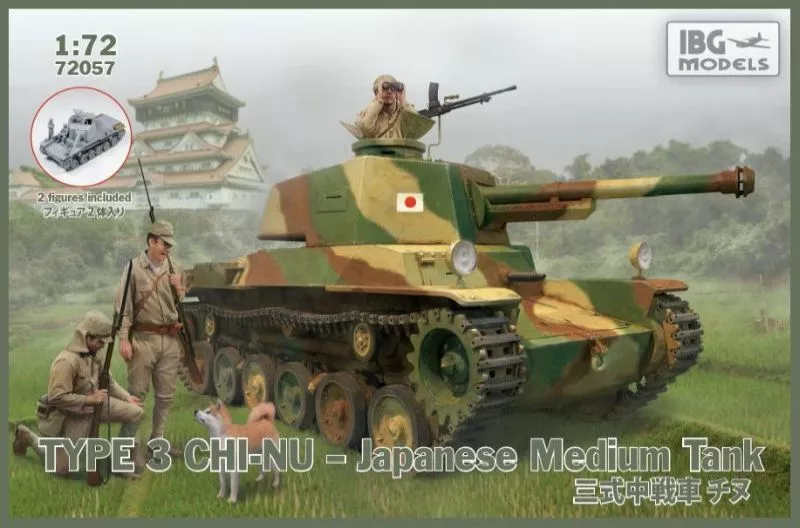 1:72
72057
IBG
MODELS
2 figures included
フィギュア2体入り
TYPE 3 CHI-NU – Japanese Medium Tank
三式中戦車 チヌ